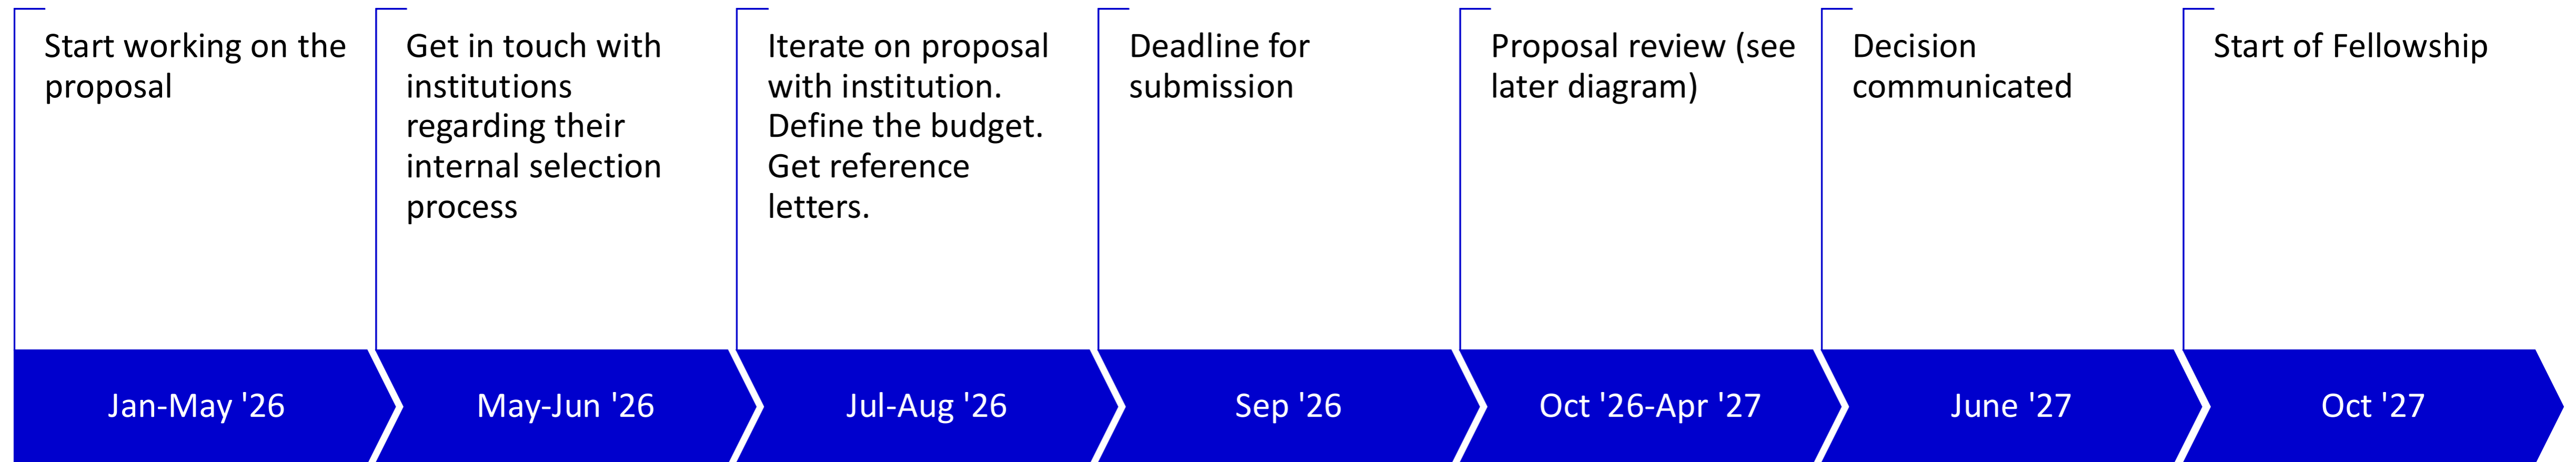 Start working on the
proposal
Get in touch with
institutions
regarding their
internal selection
process
Iterate on proposal
with institution.
Define the budget.
Get reference
letters.
Deadline for
submission
Proposal review (see
later diagram)
Decision
communicated
Start of Fellowship
Jan-May '26
May-Jun '26
Jul-Aug '26
Sep '26
Oct '26-Apr '27
June '27
Oct '27